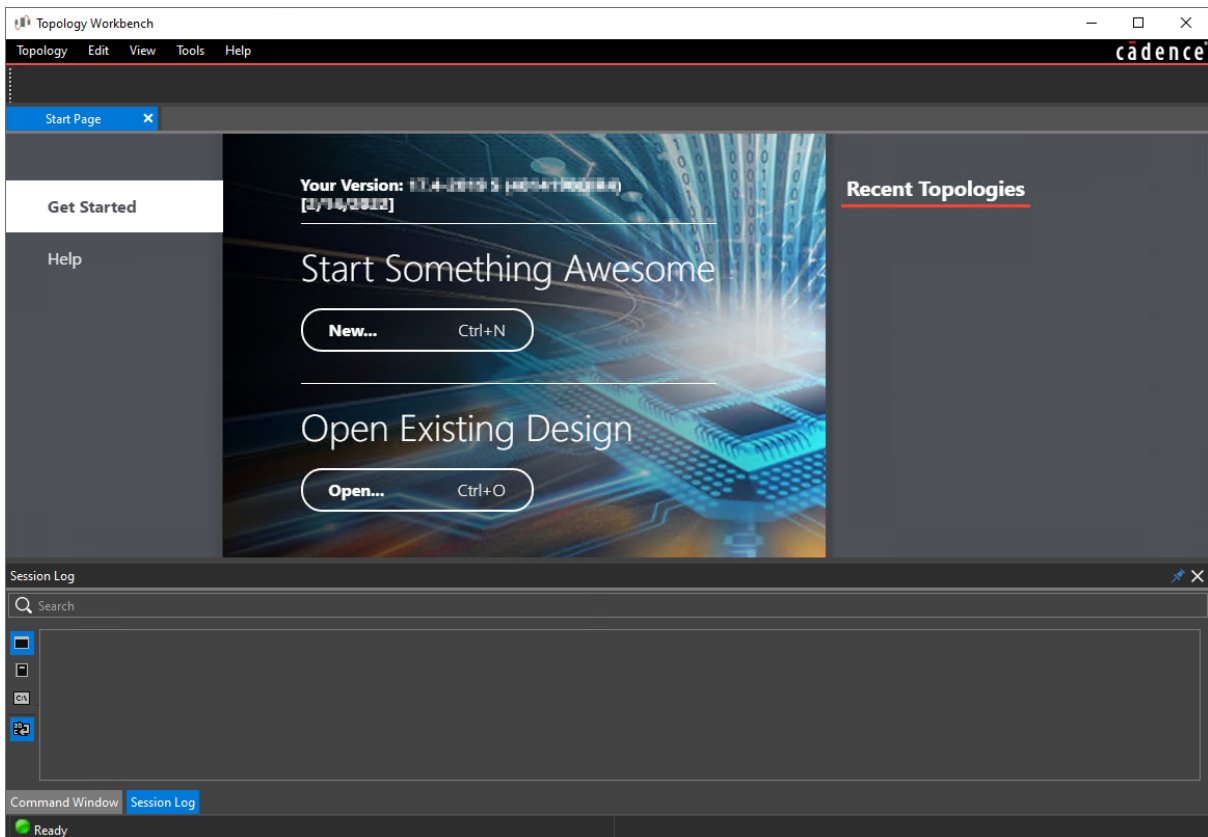 Topology Workbench
Topology Edit View Tools Help
cādence®
Start Page
Get Started
Help
Your Version:
Start Something Awesome
New... Ctrl+N
Open Existing Design
Open... Ctrl+O
Recent Topologies
Session Log
Search
Command Window Session Log
Ready